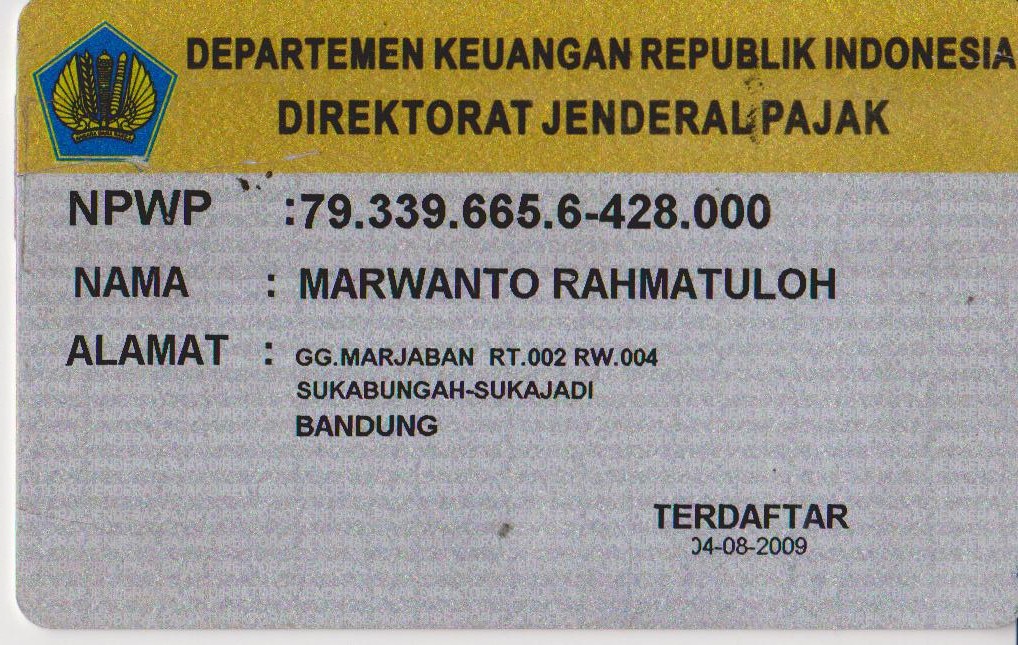 DEPARTEMEN KEUANGAN REPUBLIK INDONESIA
DIREKTORAT JENDERAL PAJAK
NPWP :79.339.665.6-428.000
NAMA : MARWANTO RAHMATULOH
ALAMAT : GG.MARJABAN RT.002 RW.004
SUKABUNGAH-SUKAJADI
BANDUNG
TERDAFTAR
04-08-2009